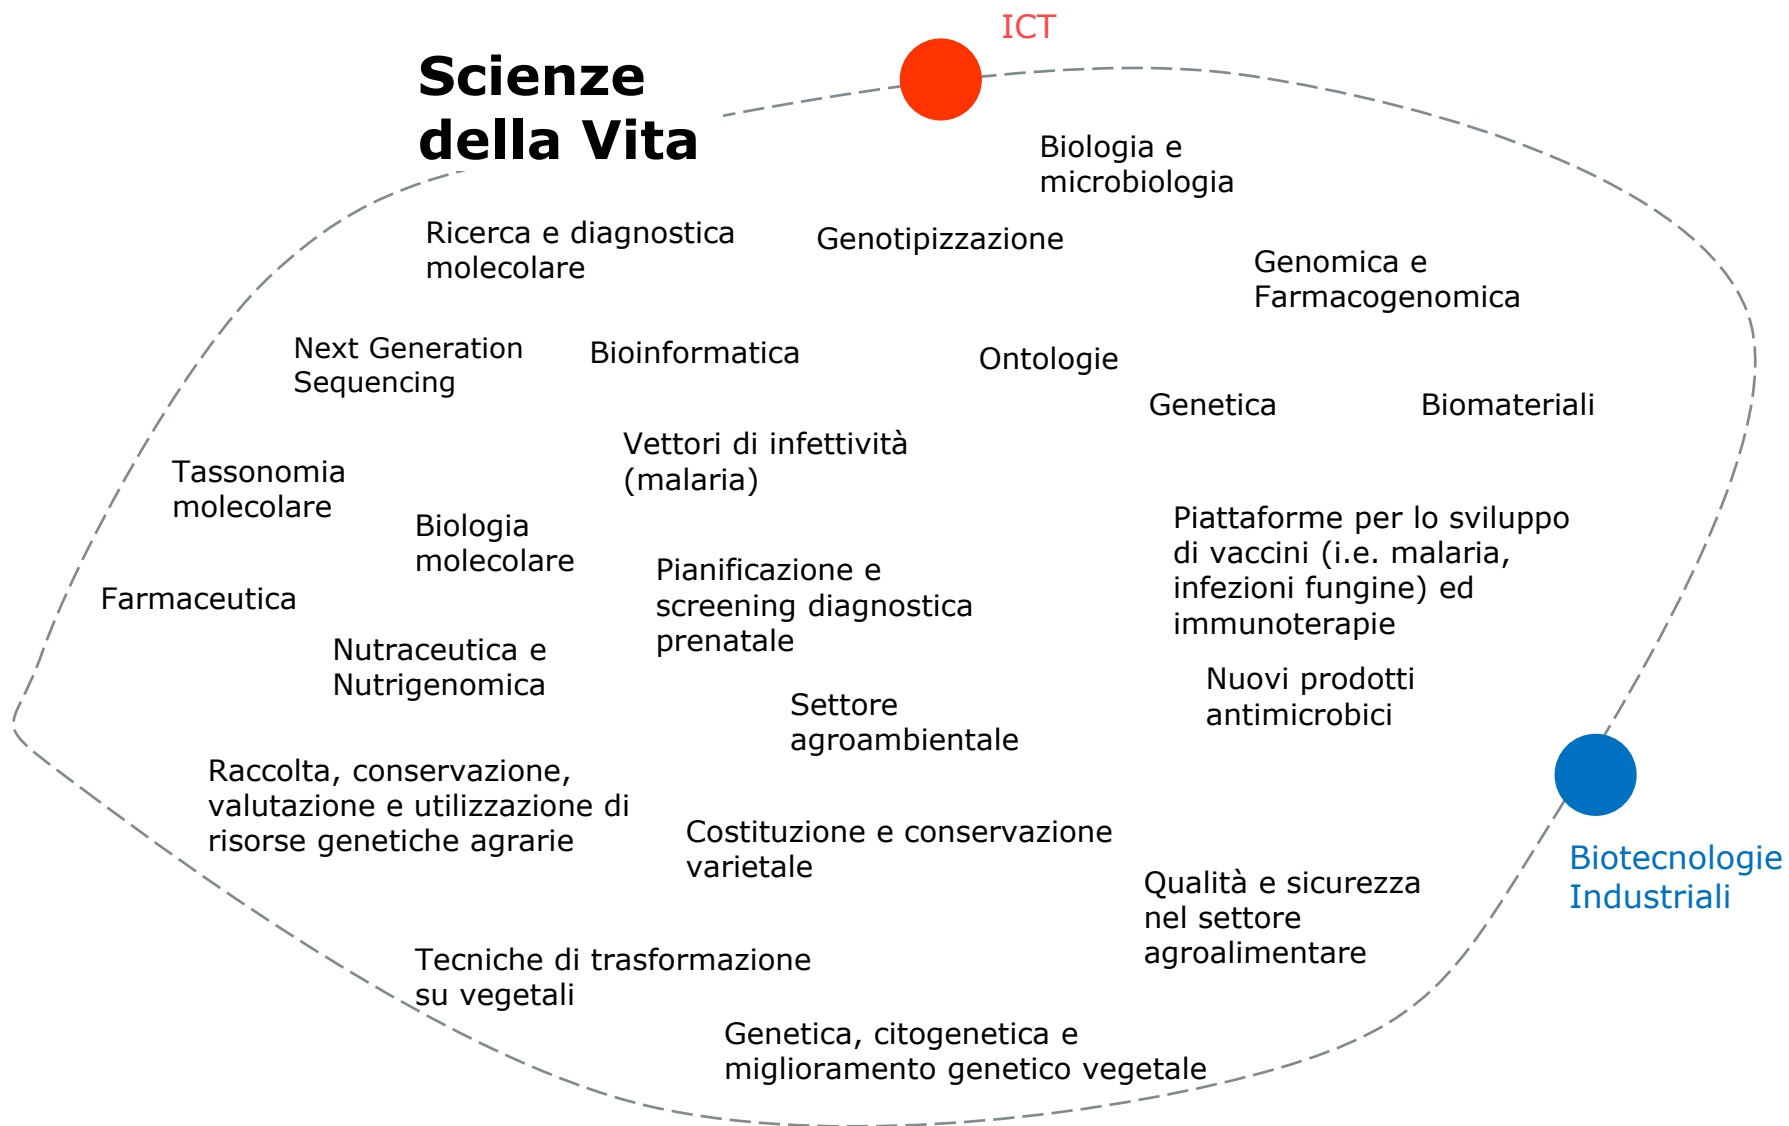 ICT
Scienze
della Vita
Biologia e
microbiologia
Ricerca e diagnostica
molecolare
Genotipizzazione
Genomica e
Farmacogenomica
Next Generation
Sequencing
Bioinformatica
Ontologie
Genetica
Biomateriali
Vettori di infettività
(malaria)
Tassonomia
molecolare
Biologia
molecolare
Piattaforme per lo sviluppo
di vaccini (i.e. malaria,
infezioni fungine) ed
immunoterapie
Pianificazione e
screening diagnostica
prenatale
Farmaceutica
Nutraceutica e
Nutrigenomica
Nuovi prodotti
antimicrobici
Settore
agroambientale
Raccolta, conservazione,
valutazione e utilizzazione di
risorse genetiche agrarie
Costituzione e conservazione
varietale
Biotecnologie
Industriali
Qualità e sicurezza
nel settore
agroalimentare
Tecniche di trasformazione
su vegetali
Genetica, citogenetica e
miglioramento genetico vegetale